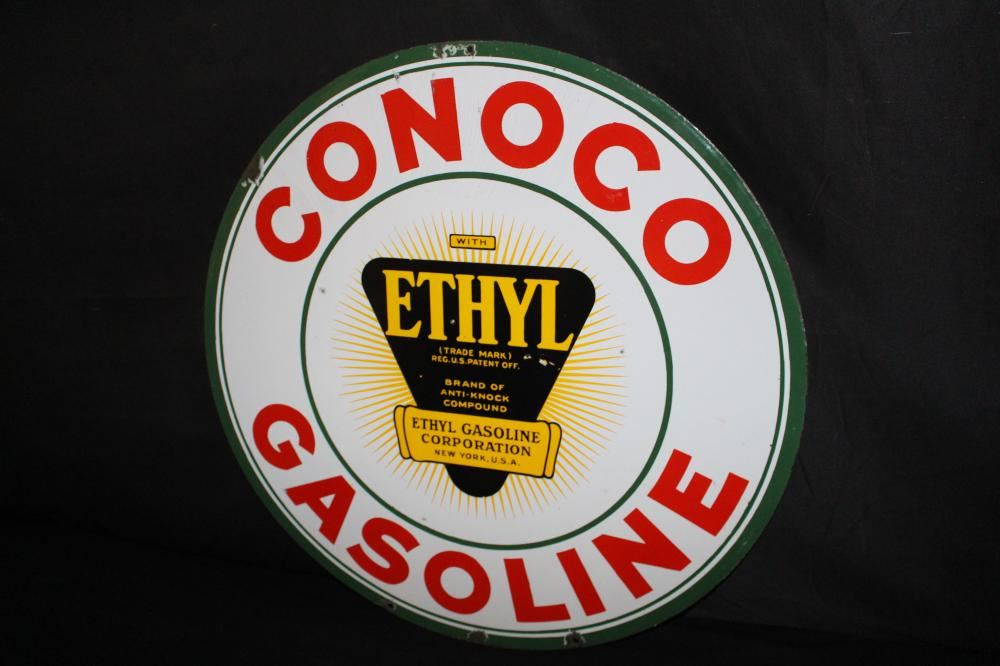 CONOCO
WITH
ETHYL
(TRADE MARK)
REG. U.S. PATENT OFF.
BRAND OF
ANTI-KNOCK
COMPOUND
ETHYL GASOLINE
CORPORATION
NEW YORK, U.S.A.
GASOLINE